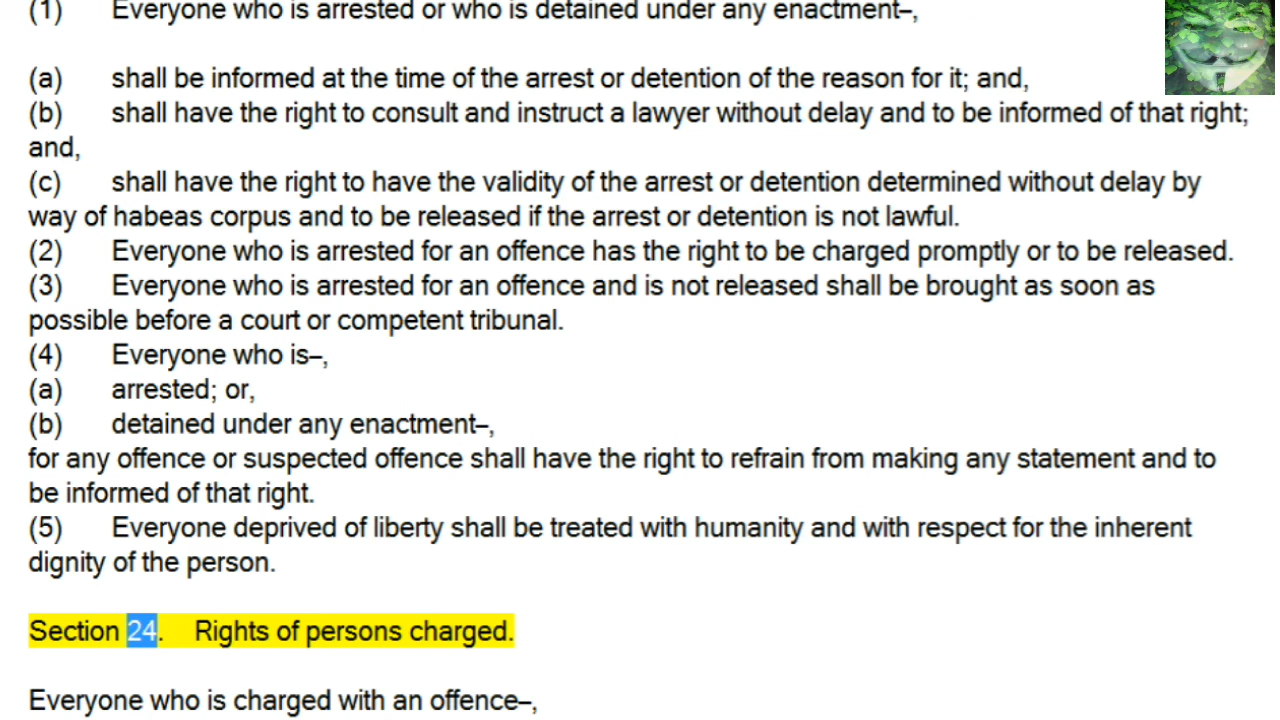 (1) Everyone who is arrested or who is detained under any enactment–,
(a) shall be informed at the time of the arrest or detention of the reason for it; and,
(b) shall have the right to consult and instruct a lawyer without delay and to be informed of that right;
and,
(c) shall have the right to have the validity of the arrest or detention determined without delay by
way of habeas corpus and to be released if the arrest or detention is not lawful.
(2) Everyone who is arrested for an offence has the right to be charged promptly or to be released.
(3) Everyone who is arrested for an offence and is not released shall be brought as soon as
possible before a court or competent tribunal.
(4) Everyone who is–,
(a) arrested; or,
(b) detained under any enactment–,
for any offence or suspected offence shall have the right to refrain from making any statement and to
be informed of that right.
(5) Everyone deprived of liberty shall be treated with humanity and with respect for the inherent
dignity of the person.
Section 24. Rights of persons charged.
Everyone who is charged with an offence–,